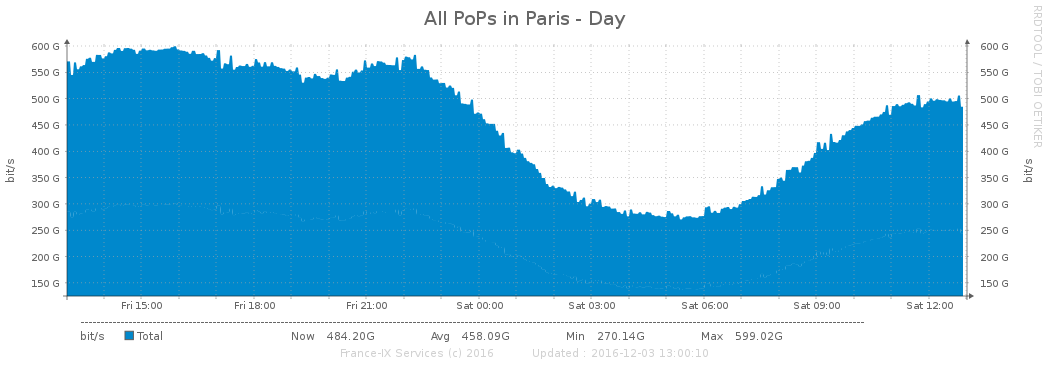 All PoPs in Paris - Day
RRDTOOL / TOBI OETIKER
600 G 600 G
550 G 550 G
500 G 500 G
450 G 450 G
400 G 400 G
350 G 350 G
300 G 300 G
250 G 250 G
200 G 200 G
150 G 150 G
bit/s bit/s
Fri 15:00 Fri 18:00 Fri 21:00 Sat 00:00 Sat 03:00 Sat 06:00 Sat 09:00 Sat 12:00
bit/s Total Now 484.20G Avg 458.09G Min 270.14G Max 599.02G
France-IX Services (c) 2016 Updated : 2016-12-03 13:00:10